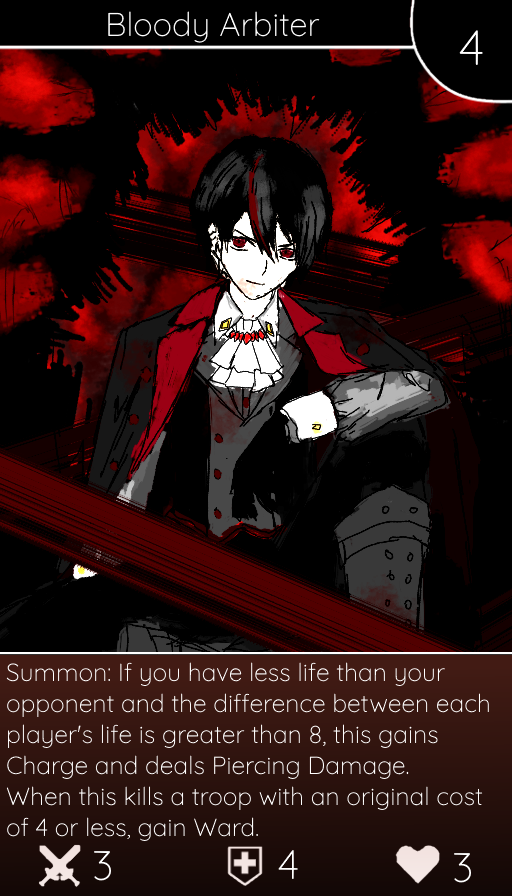 Bloody Arbiter
4
Summon: If you have less life than your
opponent and the difference between each
player's life is greater than 8, this gains
Charge and deals Piercing Damage.
When this kills a troop with an original cost
of 4 or less, gain Ward.
3 4 3